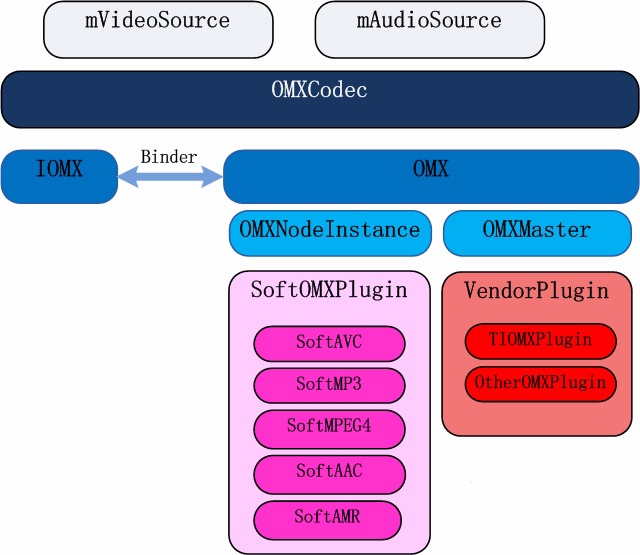 mVideoSource
mAudioSource
OMXCodec
IOMX
Binder
OMX
OMXNodeInstance
OMXMaster
SoftOMXPlugin
SoftAVC
SoftMP3
SoftMPEG4
SoftAAC
SoftAMR
VendorPlugin
TIOMXPlugin
OtherOMXPlugin